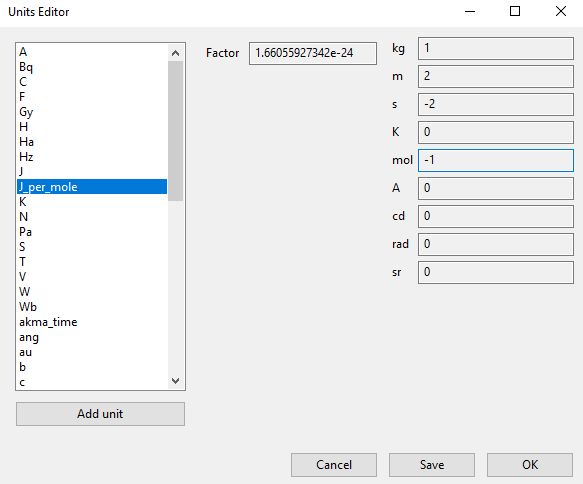 Units Editor
A
Bq
C
F
Gy
H
Ha
Hz
J
J_per_mole
K
N
Pa
S
T
V
W
Wb
akma_time
ang
au
b
c
Add unit
Factor 1.66055927342e-24
kg 1
m 2
s -2
K 0
mol -1
A 0
cd 0
rad 0
sr 0
Cancel Save OK